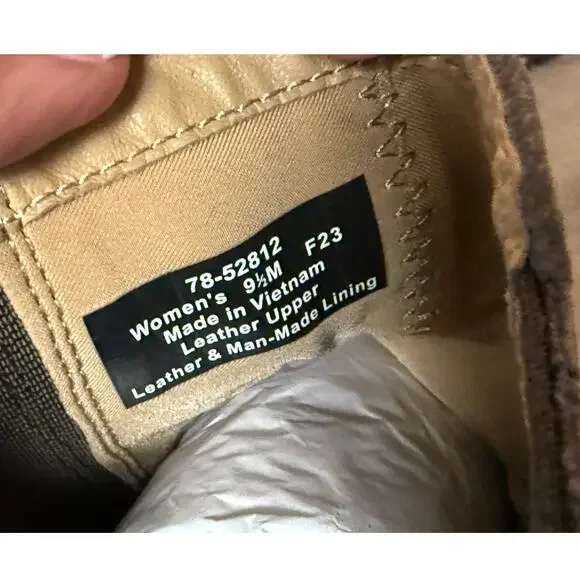 78-52812
Women's 9½M F23
Made in Vietnam
Leather Upper
Leather & Man-Made Lining